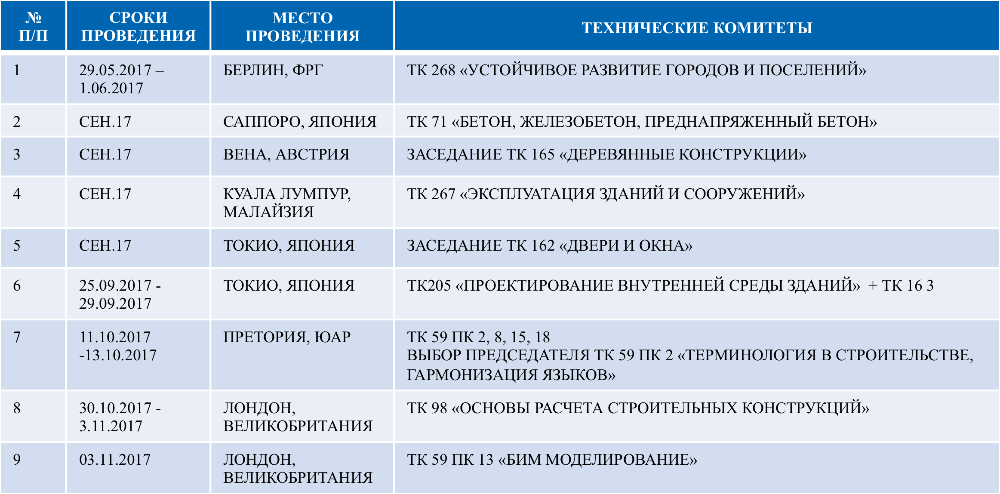 №
П/П
СРОКИ
ПРОВЕДЕНИЯ
МЕСТО
ПРОВЕДЕНИЯ
ТЕХНИЧЕСКИЕ КОМИТЕТЫ
1
29.05.2017 –
1.06.2017
БЕРЛИН, ФРГ
ТК 268 «УСТОЙЧИВОЕ РАЗВИТИЕ ГОРОДОВ И ПОСЕЛЕНИЙ»
2
СЕН.17
САППОРО, ЯПОНИЯ
ТК 71 «БЕТОН, ЖЕЛЕЗОБЕТОН, ПРЕДНАПРЯЖЕННЫЙ БЕТОН»
3
СЕН.17
ВЕНА, АВСТРИЯ
ЗАСЕДАНИЕ ТК 165 «ДЕРЕВЯННЫЕ КОНСТРУКЦИИ»
4
СЕН.17
КУАЛА ЛУМПУР,
МАЛАЙЗИЯ
ТК 267 «ЭКСПЛУАТАЦИЯ ЗДАНИЙ И СООРУЖЕНИЙ»
5
СЕН.17
ТОКИО, ЯПОНИЯ
ЗАСЕДАНИЕ ТК 162 «ДВЕРИ И ОКНА»
6
25.09.2017 -
29.09.2017
ТОКИО, ЯПОНИЯ
ТК205 «ПРОЕКТИРОВАНИЕ ВНУТРЕННЕЙ СРЕДЫ ЗДАНИЙ» + ТК 16 3
7
11.10.2017
-13.10.2017
ПРЕТОРИЯ, ЮАР
ТК 59 ПК 2, 8, 15, 18
ВЫБОР ПРЕДСЕДАТЕЛЯ ТК 59 ПК 2 «ТЕРМИНОЛОГИЯ В СТРОИТЕЛЬСТВЕ,
ГАРМОНИЗАЦИЯ ЯЗЫКОВ»
8
30.10.2017 -
3.11.2017
ЛОНДОН,
ВЕЛИКОБРИТАНИЯ
ТК 98 «ОСНОВЫ РАСЧЕТА СТРОИТЕЛЬНЫХ КОНСТРУКЦИЙ»
9
03.11.2017
ЛОНДОН,
ВЕЛИКОБРИТАНИЯ
ТК 59 ПК 13 «БИМ МОДЕЛИРОВАНИЕ»